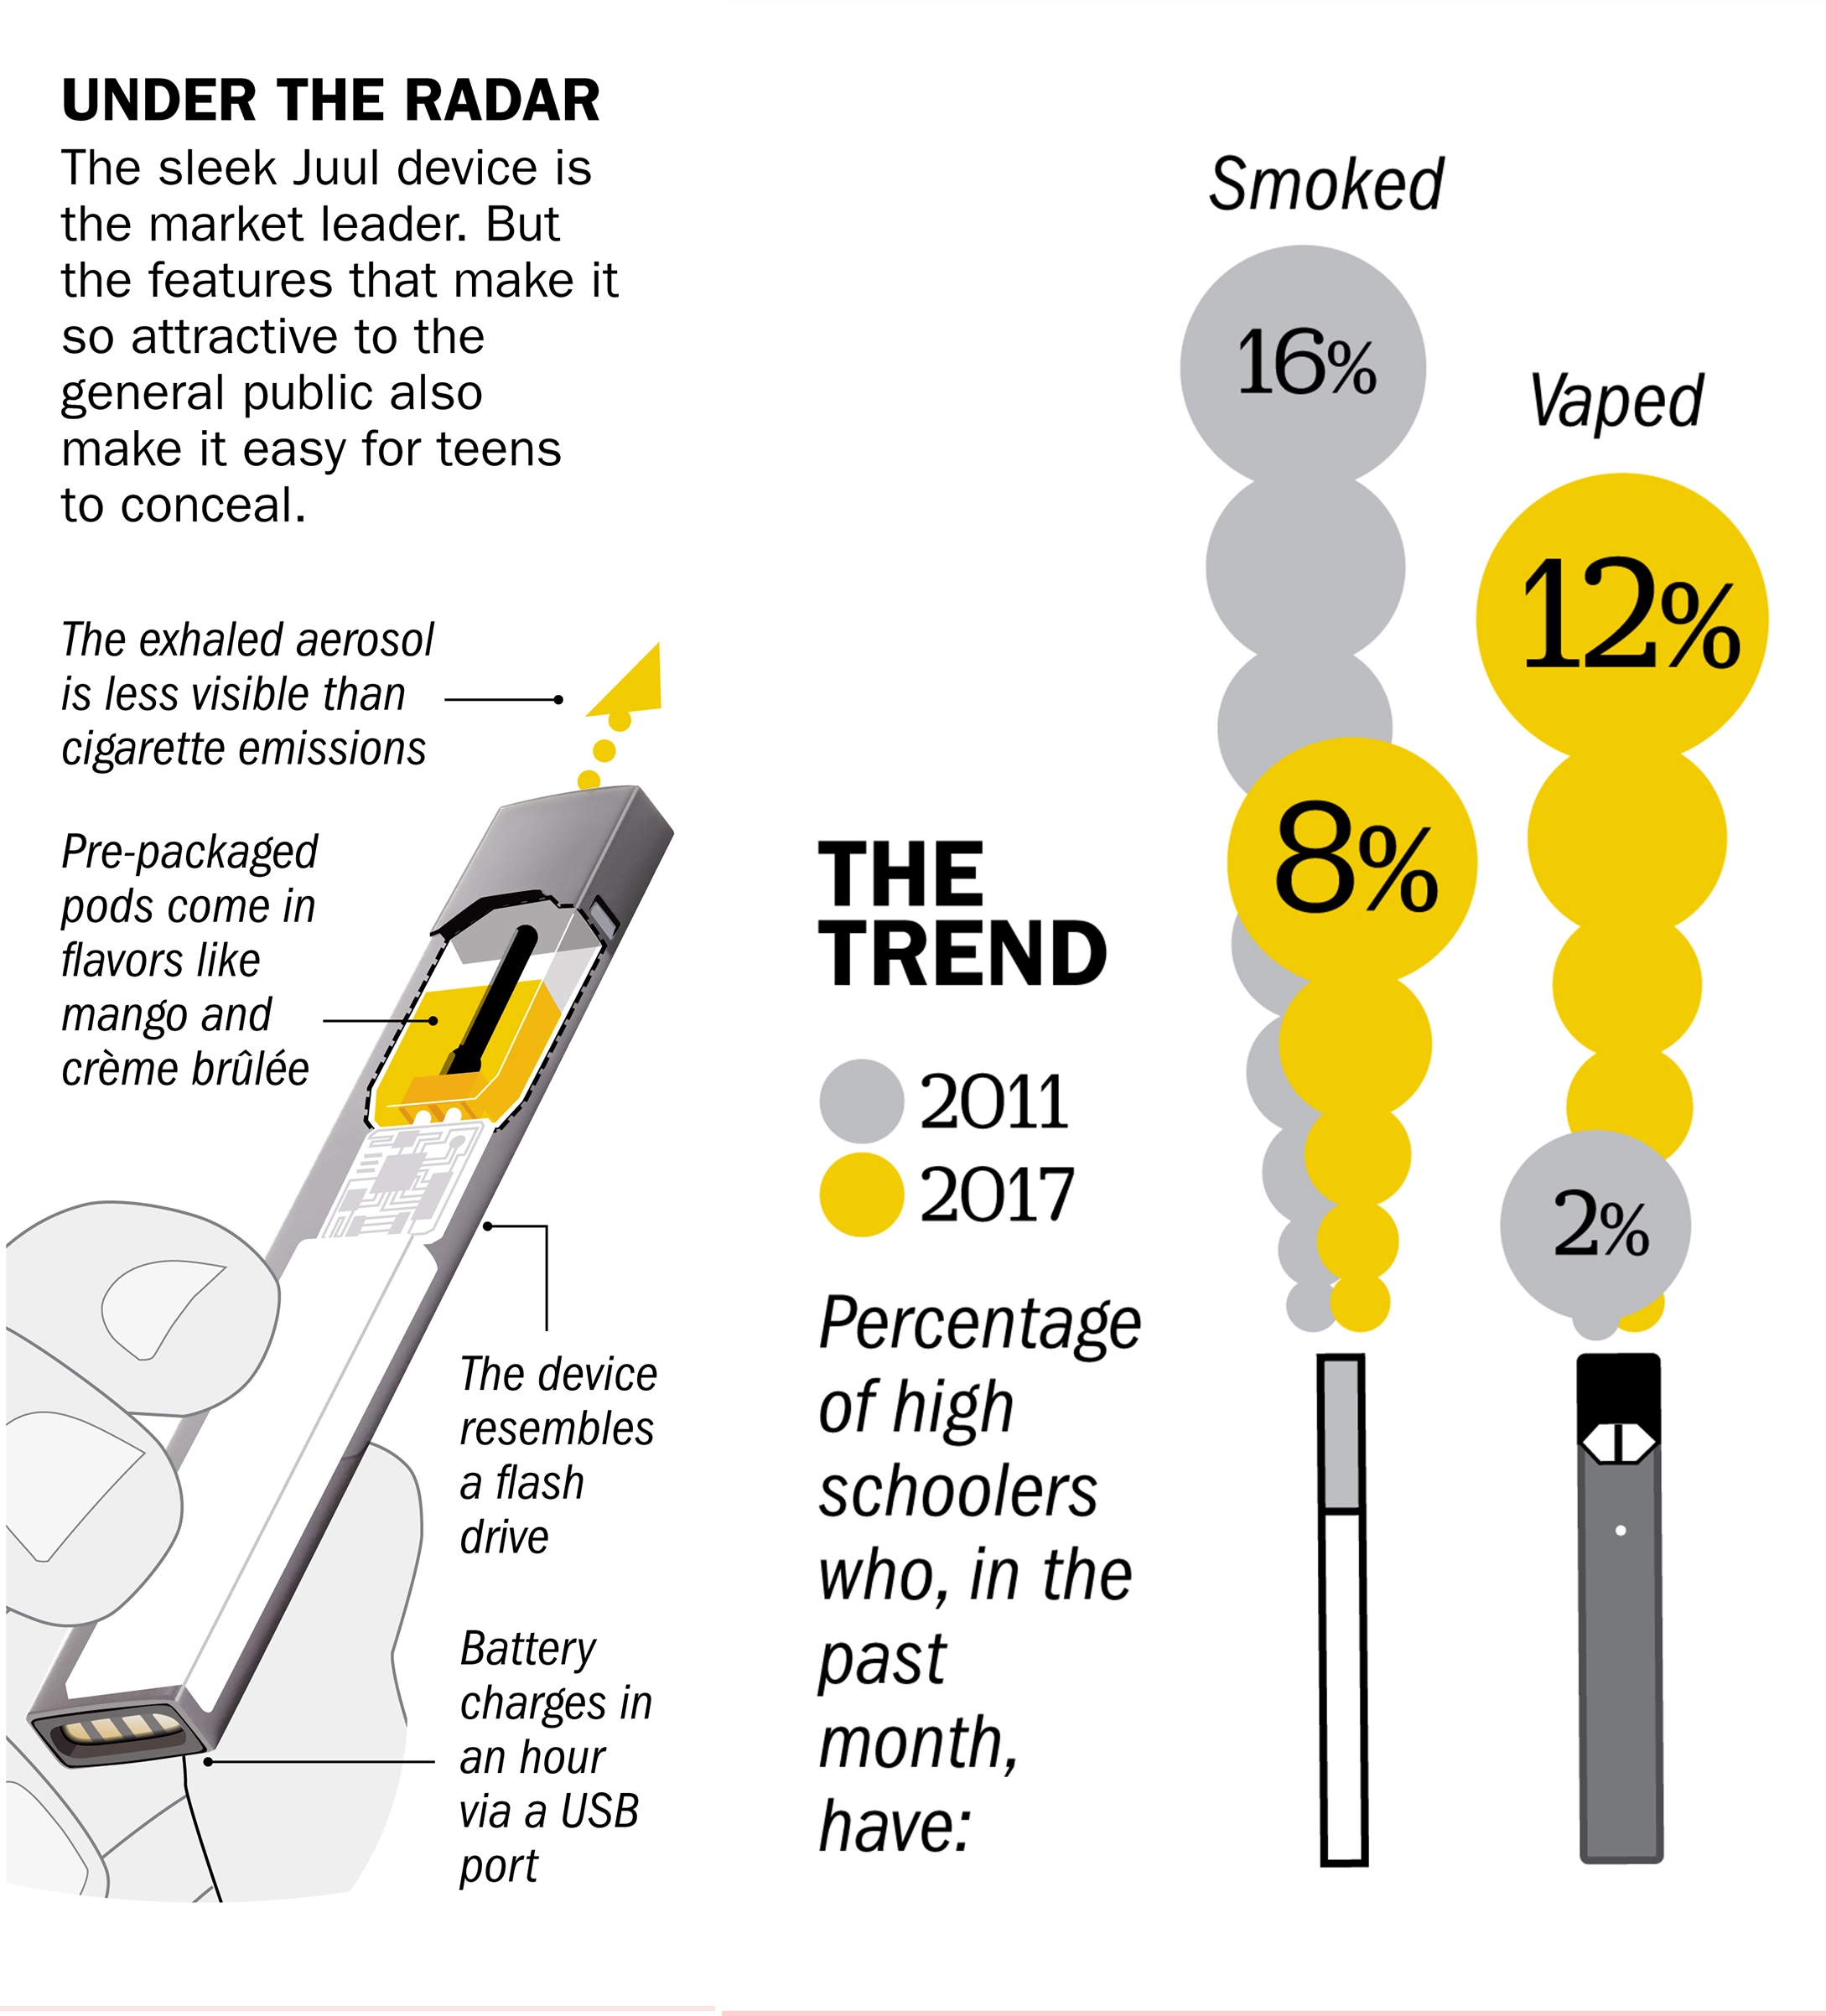 UNDER THE RADAR
The sleek Juul device is
the market leader. But
the features that make it
so attractive to the
general public also
make it easy for teens
to conceal.
The exhaled aerosol
is less visible than
cigarette emissions
Pre-packaged
pods come in
flavors like
mango and
crème brûlée
The device
resembles
a flash
drive
Battery
charges in
an hour
via a USB
port
THE
TREND
2011
2017
Percentage
of high
schoolers
who, in the
past
month,
have:
Smoked
16%
8%
Vaped
12%
2%